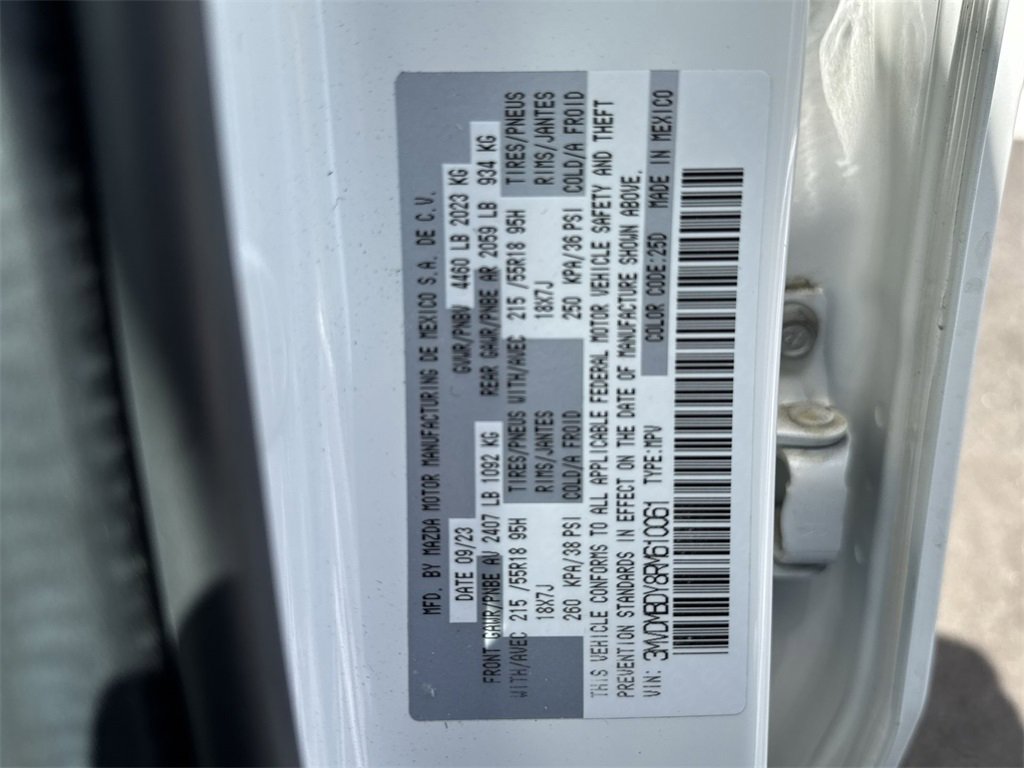 MFD. BY MAZDA MOTOR MANUFACTURING DE MEXICO S.A. DE C.V.
DATE 09/23 GVWR/PNBV 4460 LB 2023 KG
FRONT GAWR/PNBE AV 2407 LB 1092 KG REAR GAWR/PNBE AR 2059 LB 934 KG
WITH/AVEC 215 /55R18 95H TIRES/PNEUS WITH/AVEC 215 /55R18 95H TIRES/PNEUS
18X7J RIMS/JANTES 18X7J RIMS/JANTES
260 KPA/38 PSI COLD/A FROID 250 KPA/36 PSI COLD/A FROID
THIS VEHICLE CONFORMS TO ALL APPLICABLE FEDERAL MOTOR VEHICLE SAFETY AND THEFT
PREVENTION STANDARDS IN EFFECT ON THE DATE OF MANUFACTURE SHOWN ABOVE.
VIN: 3MVDMBDY8RM610061 TYPE:MPV COLOR CODE:25D MADE IN MEXICO